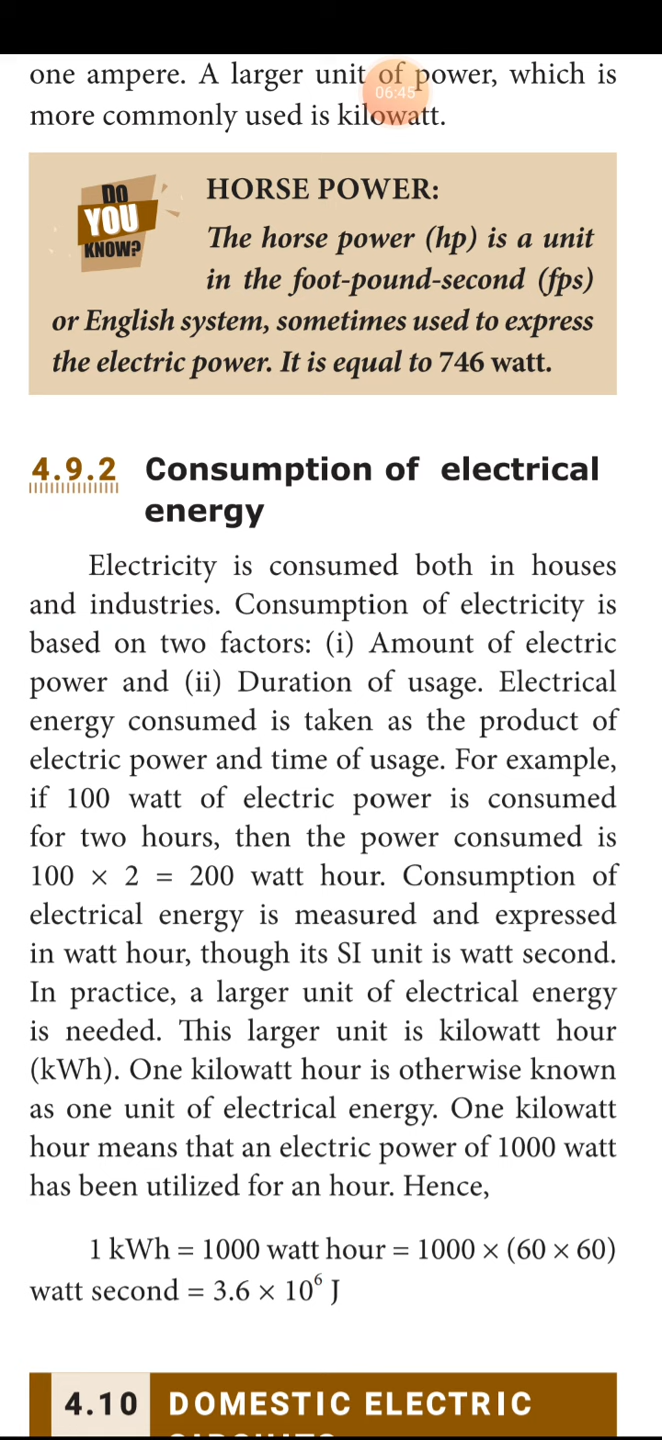 one ampere. A larger unit of power, which is
06:45
more commonly used is kilowatt.
DO
YOU
KNOW?
HORSE POWER:
The horse power (hp) is a unit
in the foot-pound-second (fps)
or English system, sometimes used to express
the electric power. It is equal to 746 watt.
4.9.2 Consumption of electrical
energy
Electricity is consumed both in houses
and industries. Consumption of electricity is
based on two factors: (i) Amount of electric
power and (ii) Duration of usage. Electrical
energy consumed is taken as the product of
electric power and time of usage. For example,
if 100 watt of electric power is consumed
for two hours, then the power consumed is
100 × 2 = 200 watt hour. Consumption of
electrical energy is measured and expressed
in watt hour, though its SI unit is watt second.
In practice, a larger unit of electrical energy
is needed. This larger unit is kilowatt hour
(kWh). One kilowatt hour is otherwise known
as one unit of electrical energy. One kilowatt
hour means that an electric power of 1000 watt
has been utilized for an hour. Hence,
1 kWh = 1000 watt hour = 1000 × (60 × 60)
watt second = 3.6 × 10⁶ J
4.10 DOMESTIC ELECTRIC